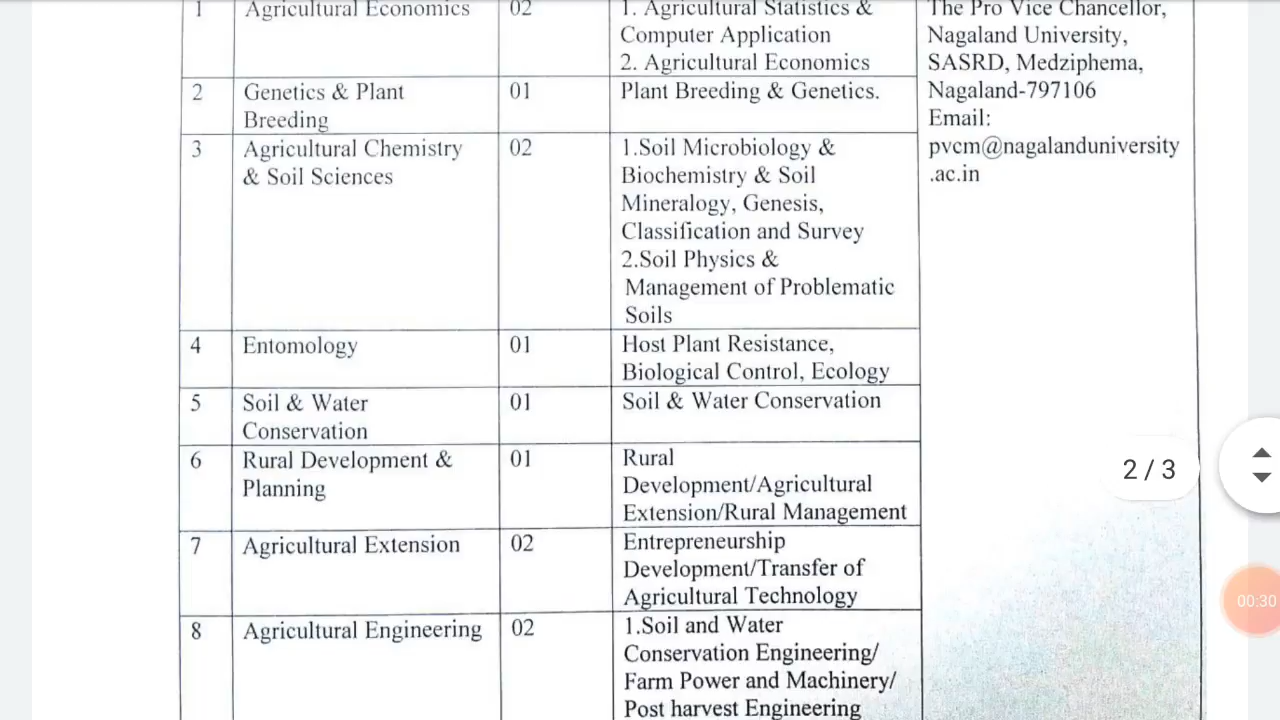 1 Agricultural Economics 02 1. Agricultural Statistics &
Computer Application
2. Agricultural Economics
The Pro Vice Chancellor,
Nagaland University,
SASRD, Medziphema,
Nagaland-797106
Email:
pvcm@nagalanduniversity
.ac.in
2 Genetics & Plant
Breeding
01
Plant Breeding & Genetics.
3 Agricultural Chemistry
& Soil Sciences
02
1.Soil Microbiology &
Biochemistry & Soil
Mineralogy, Genesis,
Classification and Survey
2.Soil Physics &
Management of Problematic
Soils
4 Entomology
01
Host Plant Resistance,
Biological Control, Ecology
5 Soil & Water
Conservation
01
Soil & Water Conservation
6 Rural Development &
Planning
01
Rural
Development/Agricultural
Extension/Rural Management
7 Agricultural Extension
02
Entrepreneurship
Development/Transfer of
Agricultural Technology
8 Agricultural Engineering
02
1.Soil and Water
Conservation Engineering/
Farm Power and Machinery/
Post harvest Engineering
2 / 3
00:30